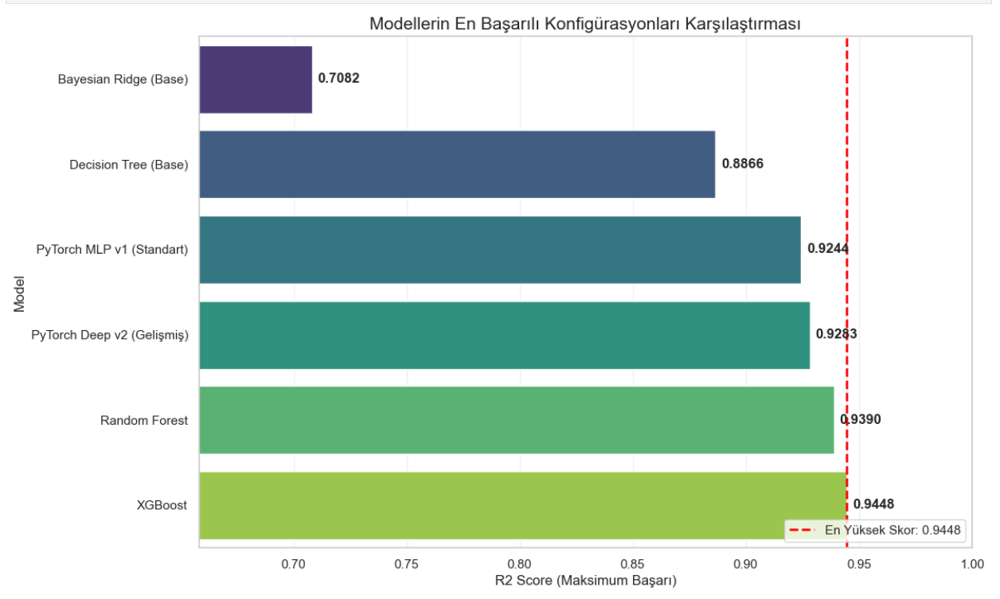 Modellerin En Başarılı Konfigürasyonları Karşılaştırması
Model
Bayesian Ridge (Base)
0.7082
Decision Tree (Base)
0.8866
PyTorch MLP v1 (Standart)
0.9244
PyTorch Deep v2 (Gelişmiş)
0.9283
Random Forest
0.9390
XGBoost
0.9448
En Yüksek Skor: 0.9448
0.70 0.75 0.80 0.85 0.90 0.95 1.00
R2 Score (Maksimum Başarı)